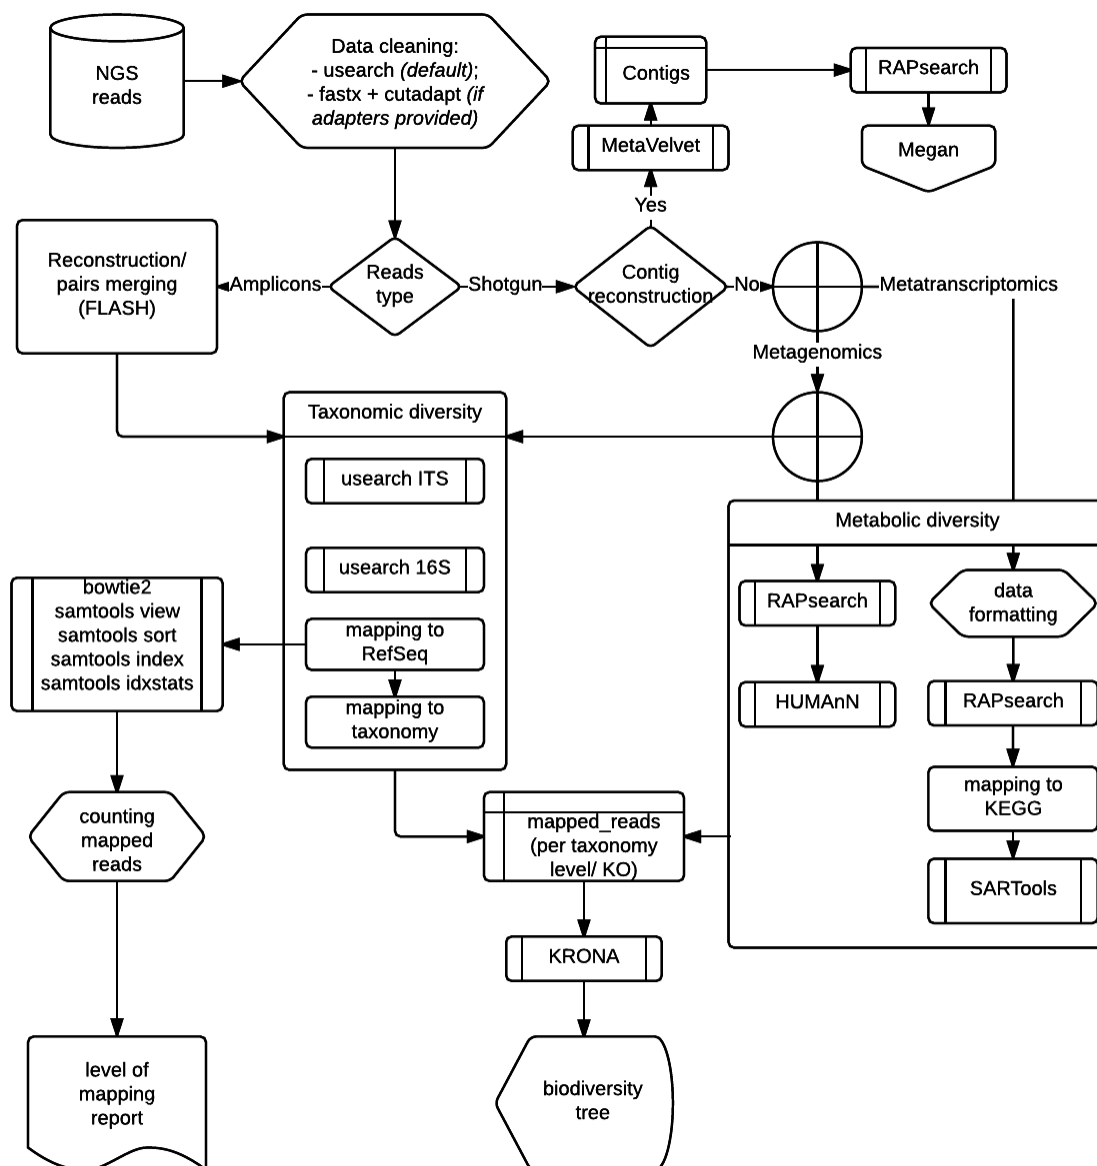 NGS
reads
Data cleaning:
- usearch (default);
- fastx + cutadapt (if
adapters provided)
Contigs
RAPsearch
MetaVelvet
Megan
Yes
Reconstruction/
pairs merging
(FLASH)
Amplicons
Reads
type
Shotgun
Contig
reconstruction
No
Metatranscriptomics
Metagenomics
Taxonomic diversity
usearch ITS
usearch 16S
mapping to
RefSeq
mapping to
taxonomy
Metabolic diversity
RAPsearch
HUMAnN
data
formatting
RAPsearch
mapping to
KEGG
SARTools
bowtie2
samtools view
samtools sort
samtools index
samtools idxstats
counting
mapped
reads
mapped_reads
(per taxonomy
level/ KO)
KRONA
level of
mapping
report
biodiversity
tree